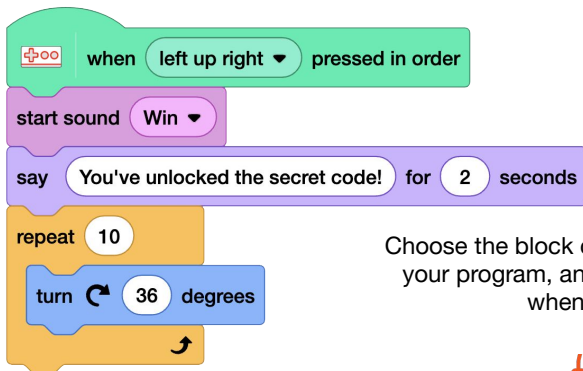 when left up right pressed in order
start sound Win
say You've unlocked the secret code! for 2 seconds
repeat 10
Choose the block
your program, an
when
turn 36 degrees